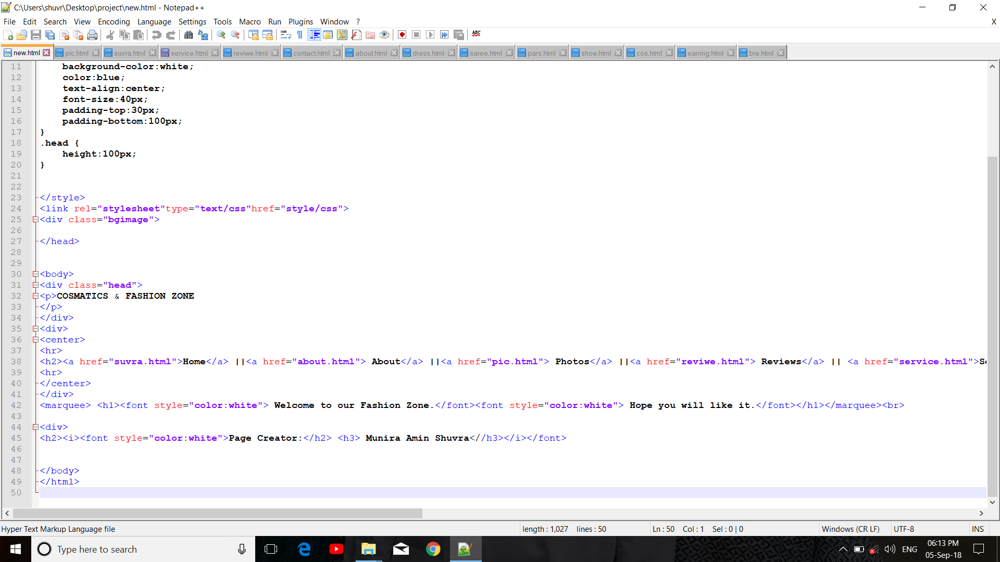 C:\Users\shuvr\Desktop\project\new.html - Notepad++
File Edit Search View Encoding Language Settings Tools Macro Run Plugins Window ?
X
ABC
new.html pic.html suvra.html service.html reviwe.html contact.html about.html dress.html saree.html pars.html shoe.html cos.html earring.html bre.html
11 background-color:white;
12 color:blue;
13 text-align:center;
14 font-size:40px;
15 padding-top:30px;
16 padding-bottom:100px;
17 }
18 .head {
19 height:100px;
20 }
21
22
23 </style>
24 <link rel="stylesheet"type="text/css"href="style/css">
25 <div class="bgimage">
26
27 </head>
28
29
30 <body>
31 <div class="head">
32 <p>COSMATICS & FASHION ZONE
33 </p>
34 </div>
35 <div>
36 <center>
37 <hr>
38 <h2><a href="suvra.html">Home</a> ||<a href="about.html"> About</a> ||<a href="pic.html"> Photos</a> ||<a href="reviwe.html"> Reviews</a> || <a href="service.html">Se
39 <hr>
40 </center>
41 </div>
42 <marquee> <h1><font style="color:white"> Welcome to our Fashion Zone.</font><font style="color:white"> Hope you will like it.</font></h1></marquee><br>
43
44 <div>
45 <h2><i><font style="color:white">Page Creator:</h2> <h3> Munira Amin Shuvra<//h3></i></font>
46
47
48 </body>
49 </html>
50
Hyper Text Markup Language file length : 1,027 lines : 50 Ln : 50 Col : 1 Sel : 0 | 0 Windows (CR LF) UTF-8 INS
Type here to search
ENG
06:13 PM
05-Sep-18